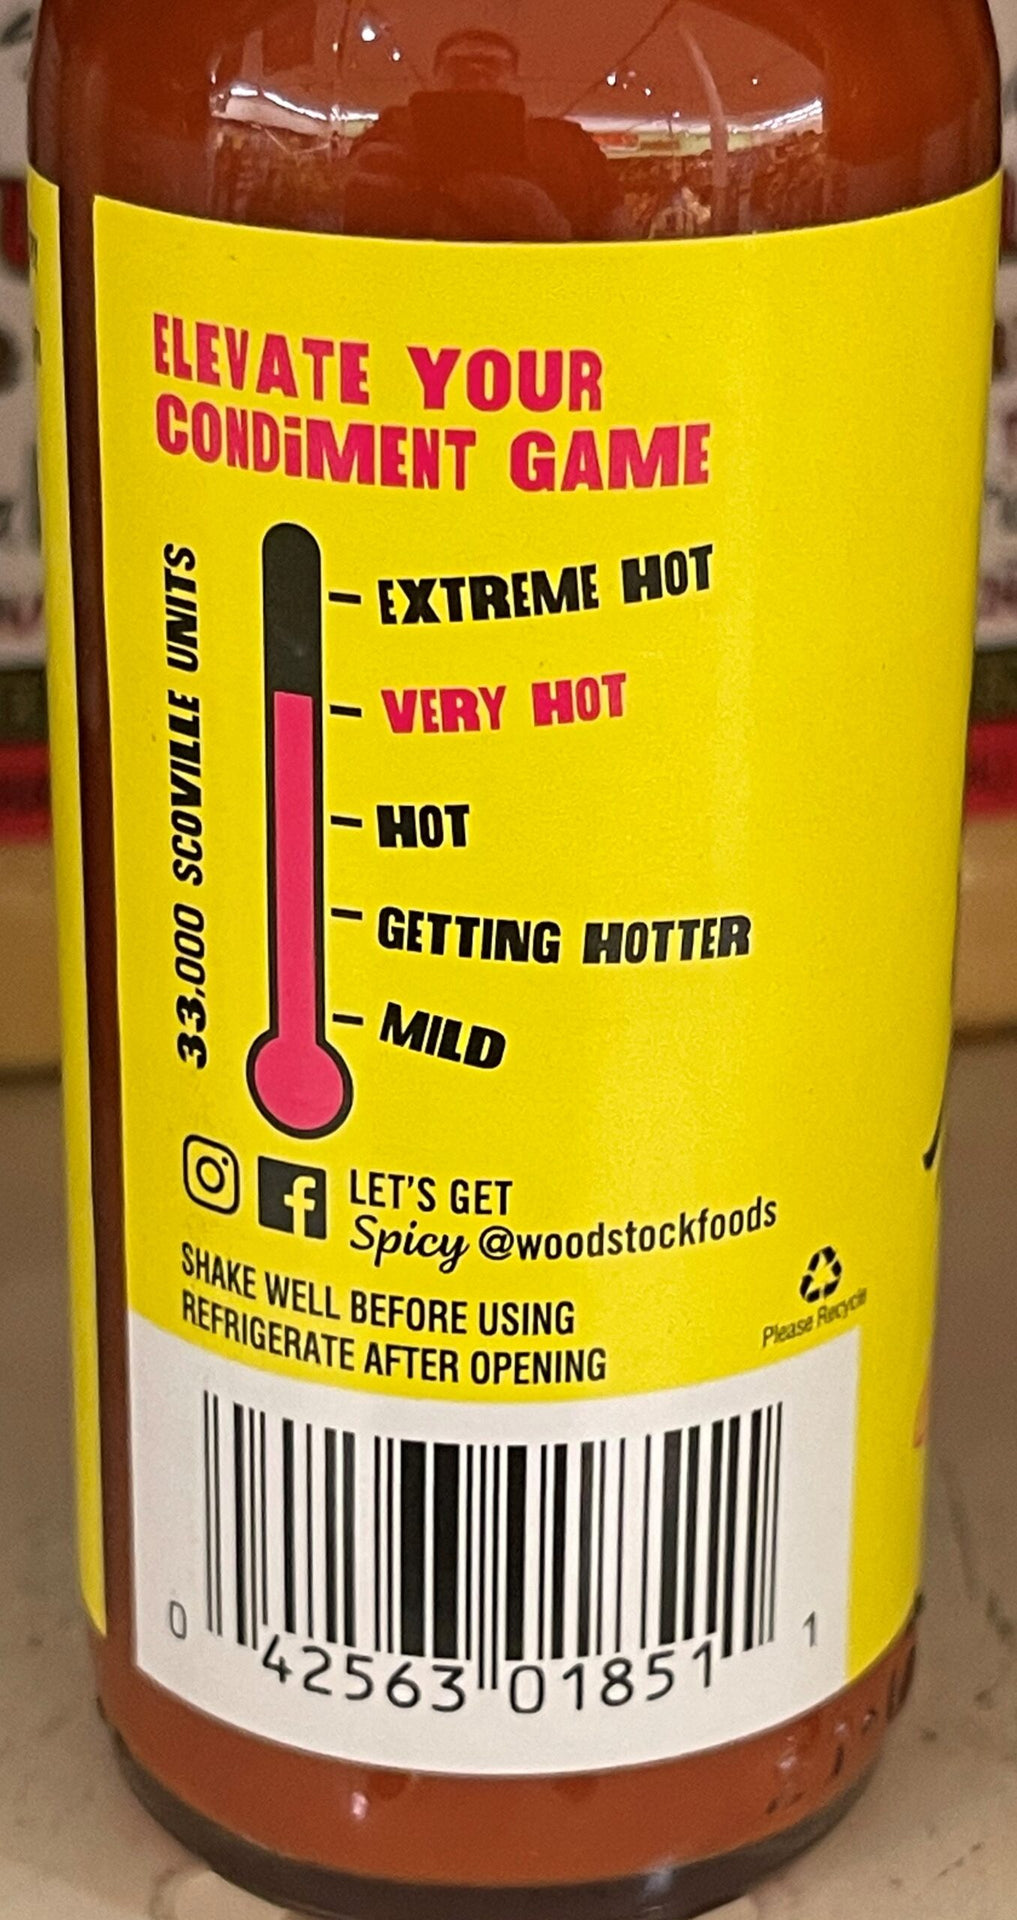 ELEVATE YOUR
CONDiMENT GAME
33,000 SCOVILLE UNITS
EXTREME HOT
VERY HOT
HOT
GETTING HOTTER
MILD
LET'S GET
Spicy @woodstockfoods
SHAKE WELL BEFORE USING
REFRIGERATE AFTER OPENING
Please Recycle
0 42563 01851 1